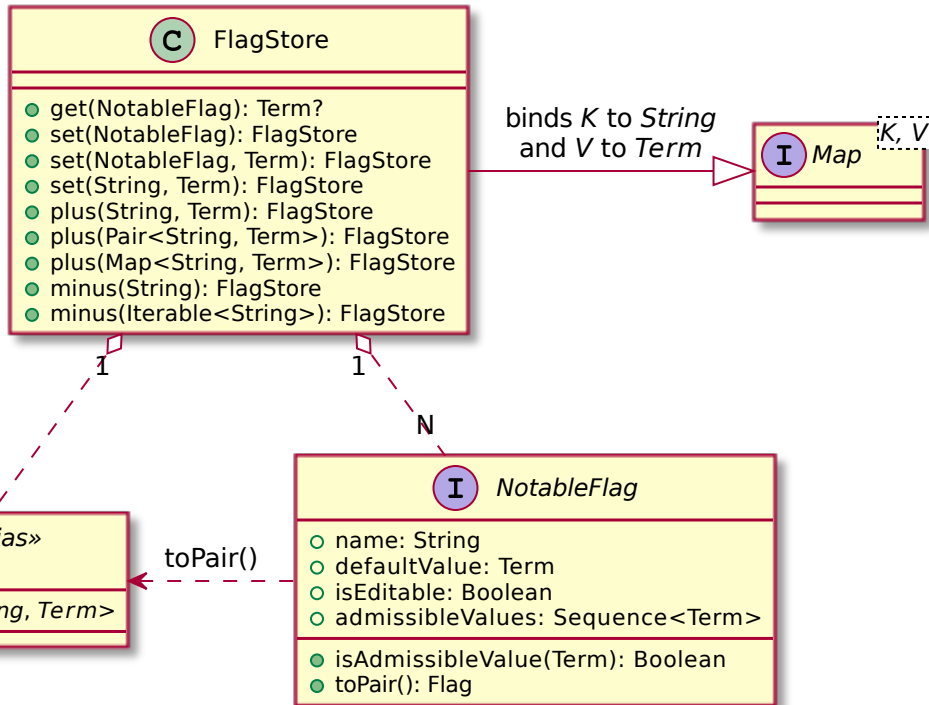 C FlagStore
get(NotableFlag): Term?
set(NotableFlag): FlagStore
set(NotableFlag, Term): FlagStore
set(String, Term): FlagStore
plus(String, Term): FlagStore
plus(Pair<String, Term>): FlagStore
plus(Map<String, Term>): FlagStore
minus(String): FlagStore
minus(Iterable<String>): FlagStore
binds K to String
and V to Term
K, V
I Map
1
1
N
I NotableFlag
name: String
defaultValue: Term
isEditable: Boolean
admissibleValues: Sequence<Term>
isAdmissibleValue(Term): Boolean
toPair(): Flag
toPair()
ias»
ng, Term>